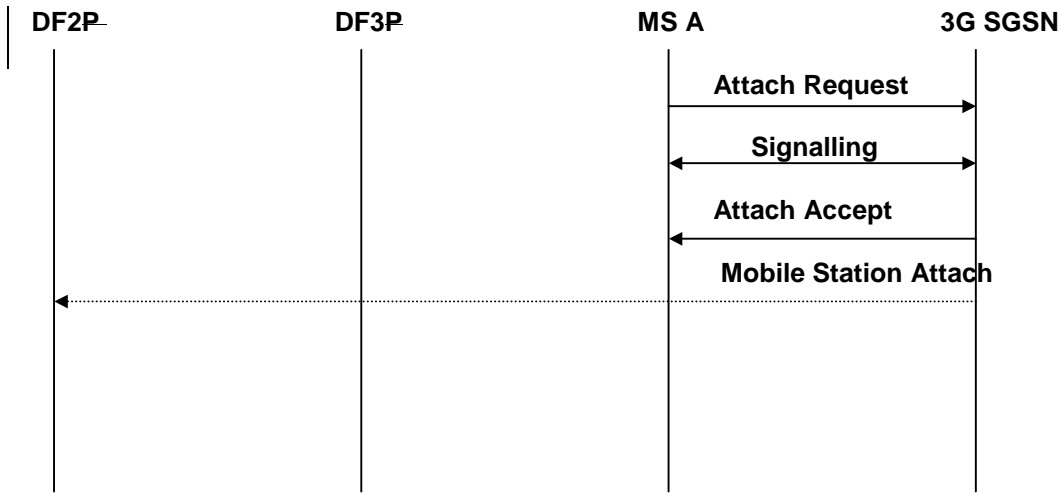 DF2P DF3P MS A 3G SGSN
Attach Request
Signalling
Attach Accept
Mobile Station Attach